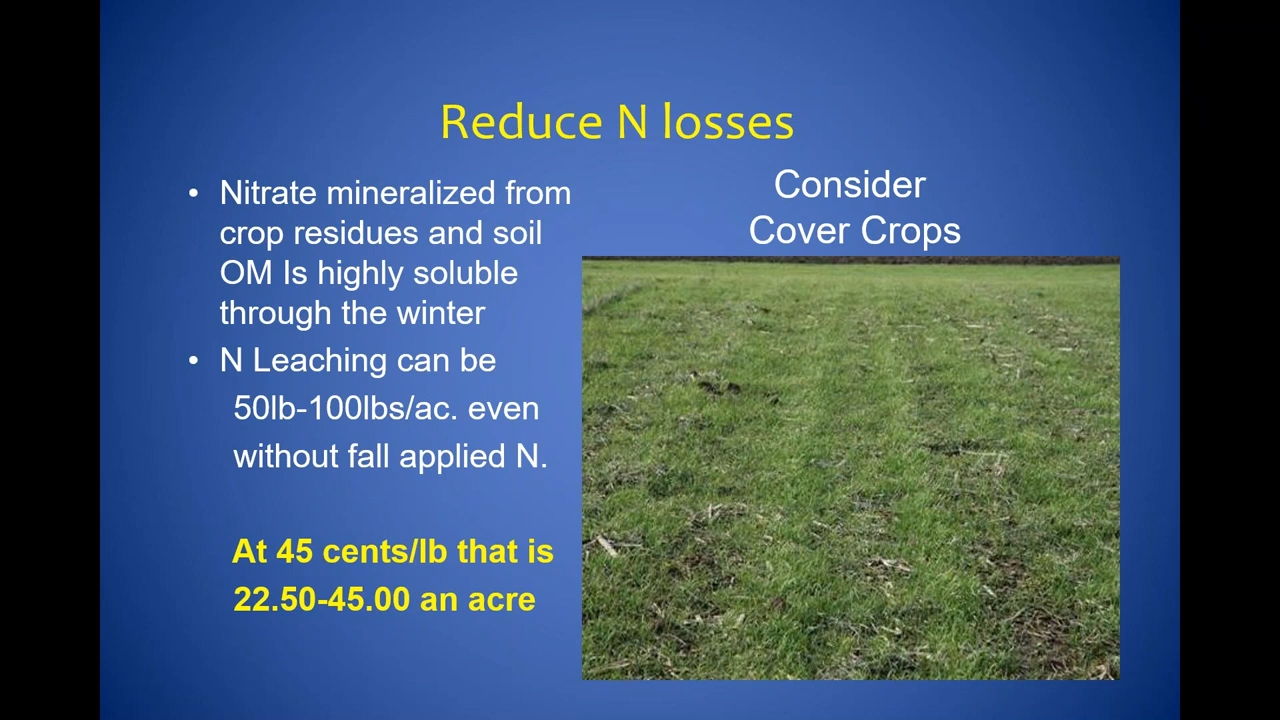 Reduce N losses
• Nitrate mineralized from
crop residues and soil
OM Is highly soluble
through the winter
• N Leaching can be
50lb-100lbs/ac. even
without fall applied N.
At 45 cents/lb that is
22.50-45.00 an acre
Consider
Cover Crops